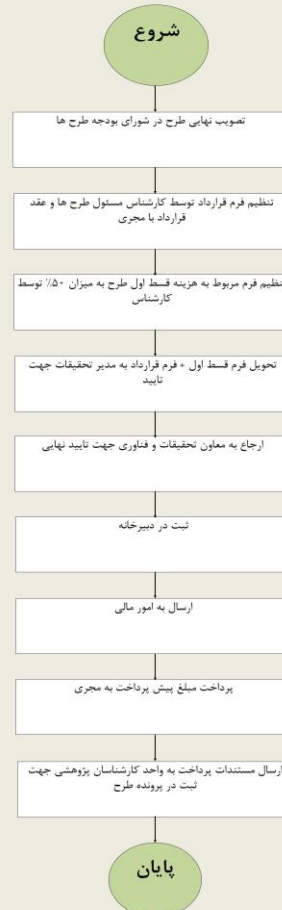 شروع
تصویب نهایی طرح در شورای بودجه طرح ها
تنظیم فرم قرارداد توسط کارشناس مسئول طرح ها و عقد
قرارداد با مجری
نظیم فرم مربوط به هزینه قسط اول طرح به میزان ۵۰٪ توسط
کارشناس
تحویل فرم قسط اول + فرم قرارداد به مدیر تحقیقات جهت
تایید
ارجاع به معاون تحقیقات و فناوری جهت تایید نهایی
ثبت در دبیرخانه
ارسال به امور مالی
پرداخت مبلغ پیش پرداخت به مجری
ارسال مستندات پرداخت به واحد کارشناسان پژوهشی جهت
ثبت در پرونده طرح
پایان